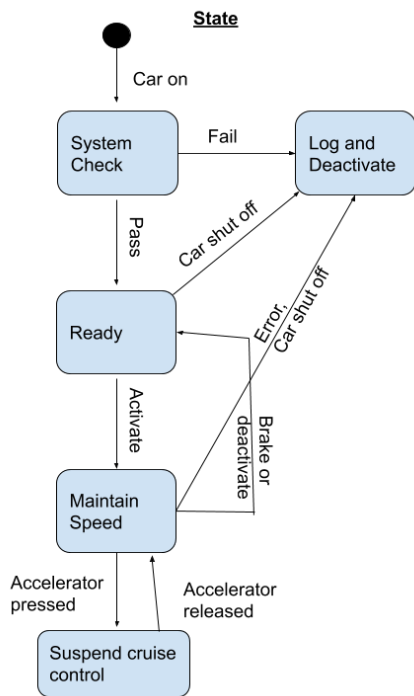 State
Car on
System
Check
Fail
Log and
Deactivate
Pass
Car shut off
Ready
Error,
Car shut off
Activate
Brake or
deactivate
Maintain
Speed
Accelerator
pressed
Accelerator
released
Suspend cruise
control